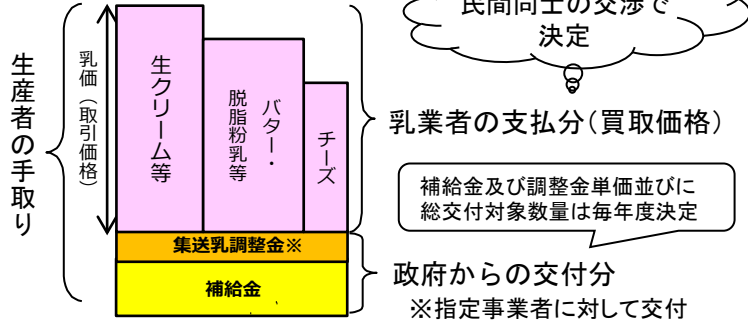 民間同士の交渉で
決定
生産者の手取り
乳価（取引価格）
生クリーム等
バター・
脱脂粉乳等
チーズ
乳業者の支払分（買取価格）
補給金及び調整金単価並びに
総交付対象数量は毎年度決定
集送乳調整金※
補給金
政府からの交付分
※指定事業者に対して交付